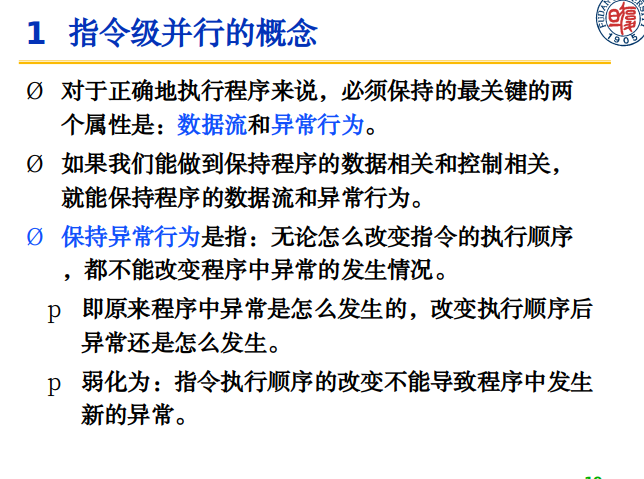 1 指令级并行的概念
Ø 对于正确地执行程序来说，必须保持的最关键的两
个属性是：数据流和异常行为。
Ø 如果我们能做到保持程序的数据相关和控制相关，
就能保持程序的数据流和异常行为。
Ø 保持异常行为是指：无论怎么改变指令的执行顺序
，都不能改变程序中异常的发生情况。
p 即原来程序中异常是怎么发生的，改变执行顺序后
异常还是怎么发生。
p 弱化为：指令执行顺序的改变不能导致程序中发生
新的异常。
1905